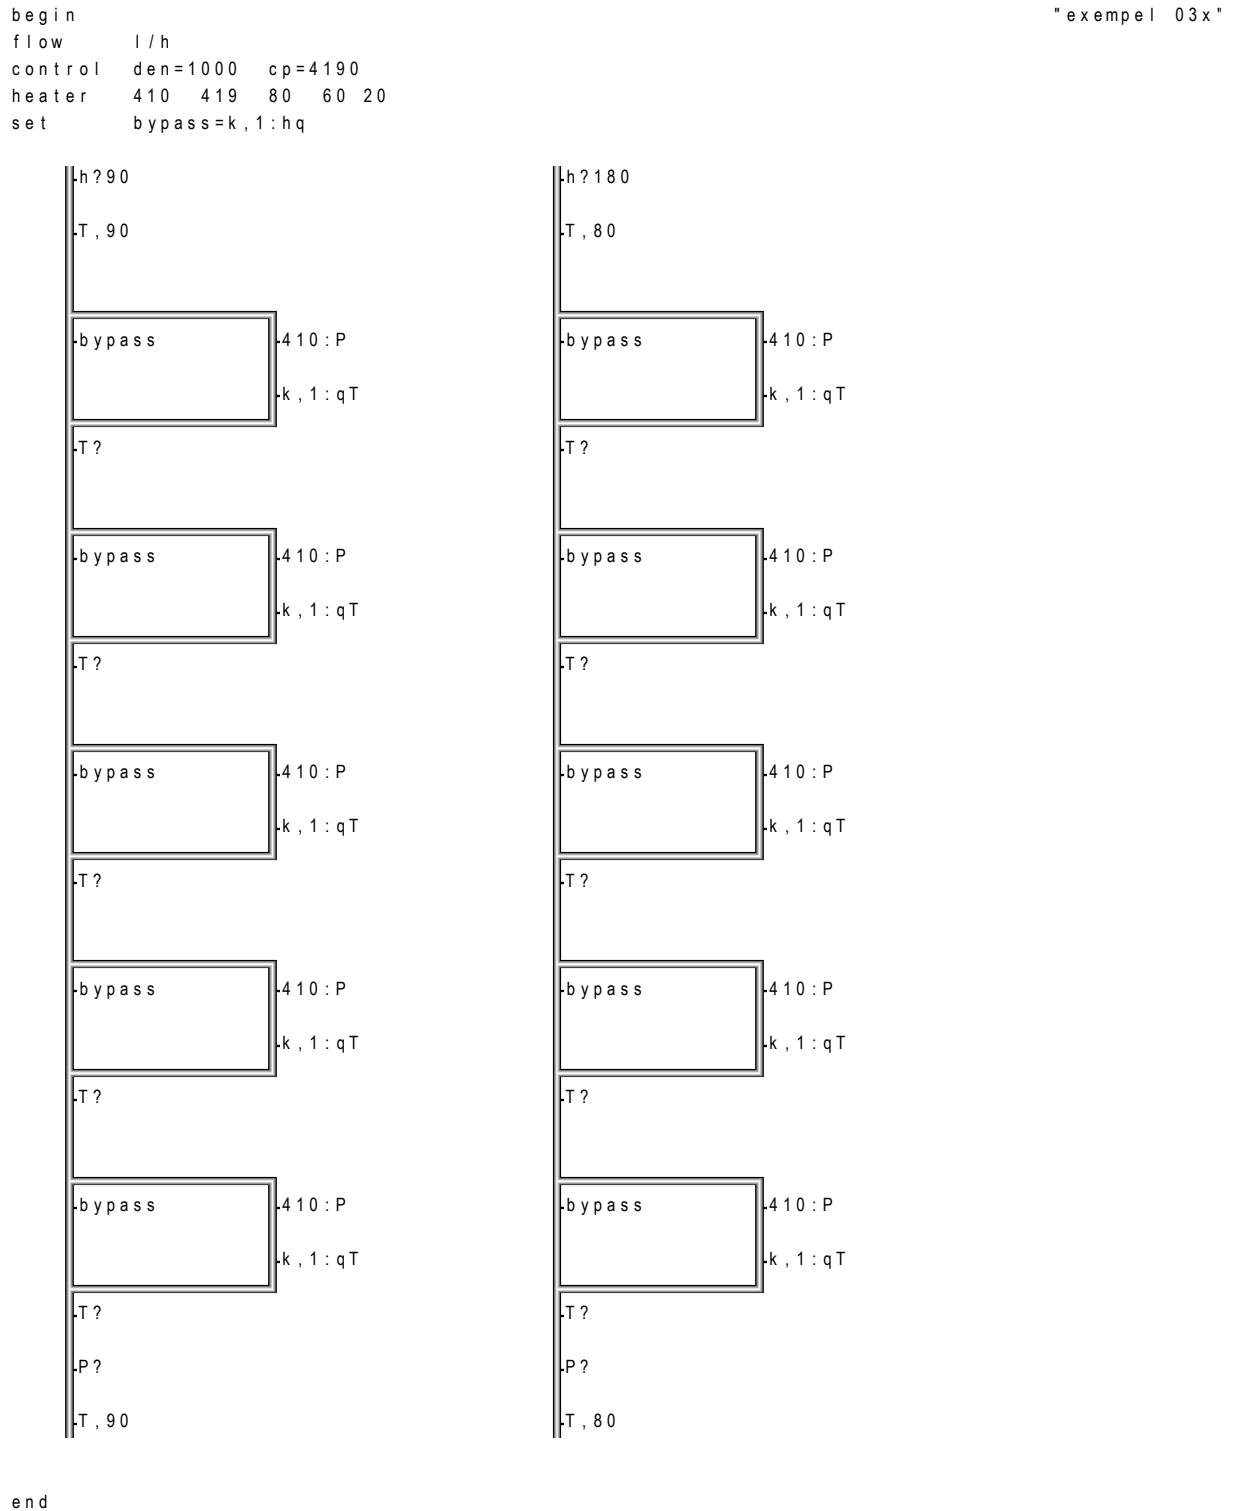 begin "exempel 03x"
flow l/h
control den=1000 cp=4190
heater 410 419 80 60 20
set bypass=k,1:hq
h?90 h?180
T,90 T,80
bypass 410:P bypass 410:P
k,1:qT k,1:qT
T? T?
bypass 410:P bypass 410:P
k,1:qT k,1:qT
T? T?
bypass 410:P bypass 410:P
k,1:qT k,1:qT
T? T?
bypass 410:P bypass 410:P
k,1:qT k,1:qT
T? T?
bypass 410:P bypass 410:P
k,1:qT k,1:qT
T? T?
P? P?
T,90 T,80
end